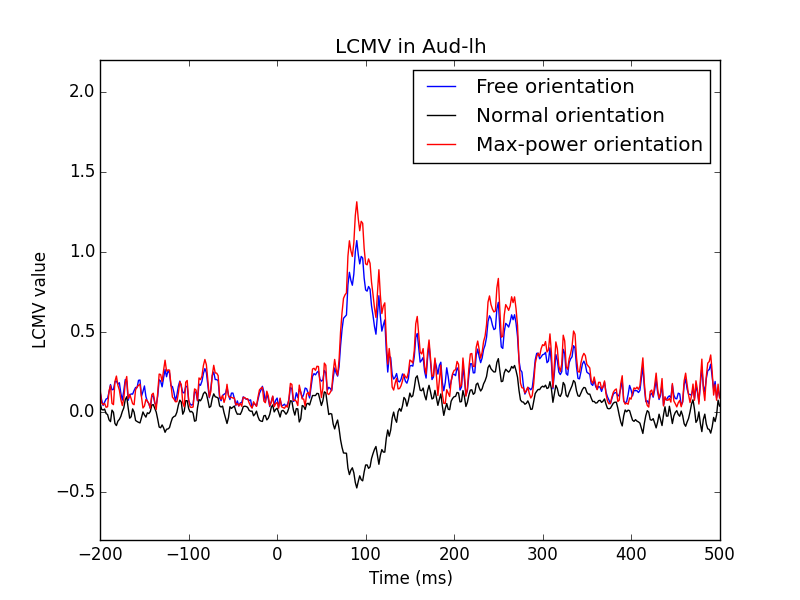 LCMV in Aud-lh
Free orientation
Normal orientation
Max-power orientation
2.0
1.5
1.0
0.5
0.0
−0.5
LCMV value
−200 −100 0 100 200 300 400 500
Time (ms)